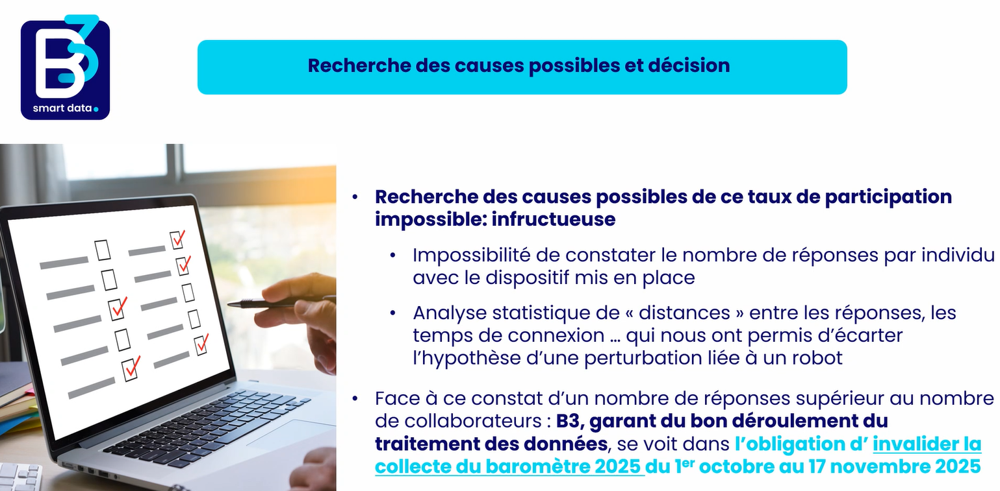 B3
smart data.
Recherche des causes possibles et décision
• Recherche des causes possibles de ce taux de participation
impossible: infructueuse
• Impossibilité de constater le nombre de réponses par individu
avec le dispositif mis en place
• Analyse statistique de « distances » entre les réponses, les
temps de connexion … qui nous ont permis d’écarter
l’hypothèse d’une perturbation liée à un robot
• Face à ce constat d’un nombre de réponses supérieur au nombre
de collaborateurs : B3, garant du bon déroulement du
traitement des données, se voit dans l’obligation d’ invalider la
collecte du baromètre 2025 du 1er octobre au 17 novembre 2025